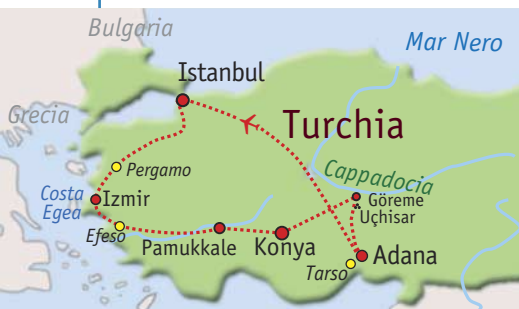 Bulgaria
Mar Nero
Istanbul
Grecia
Turchia
Pergamo
Cappadocia
Costa
Egea
Izmir
Göreme
Uçhisar
Efeso
Pamukkale
Konya
Adana
Tarso